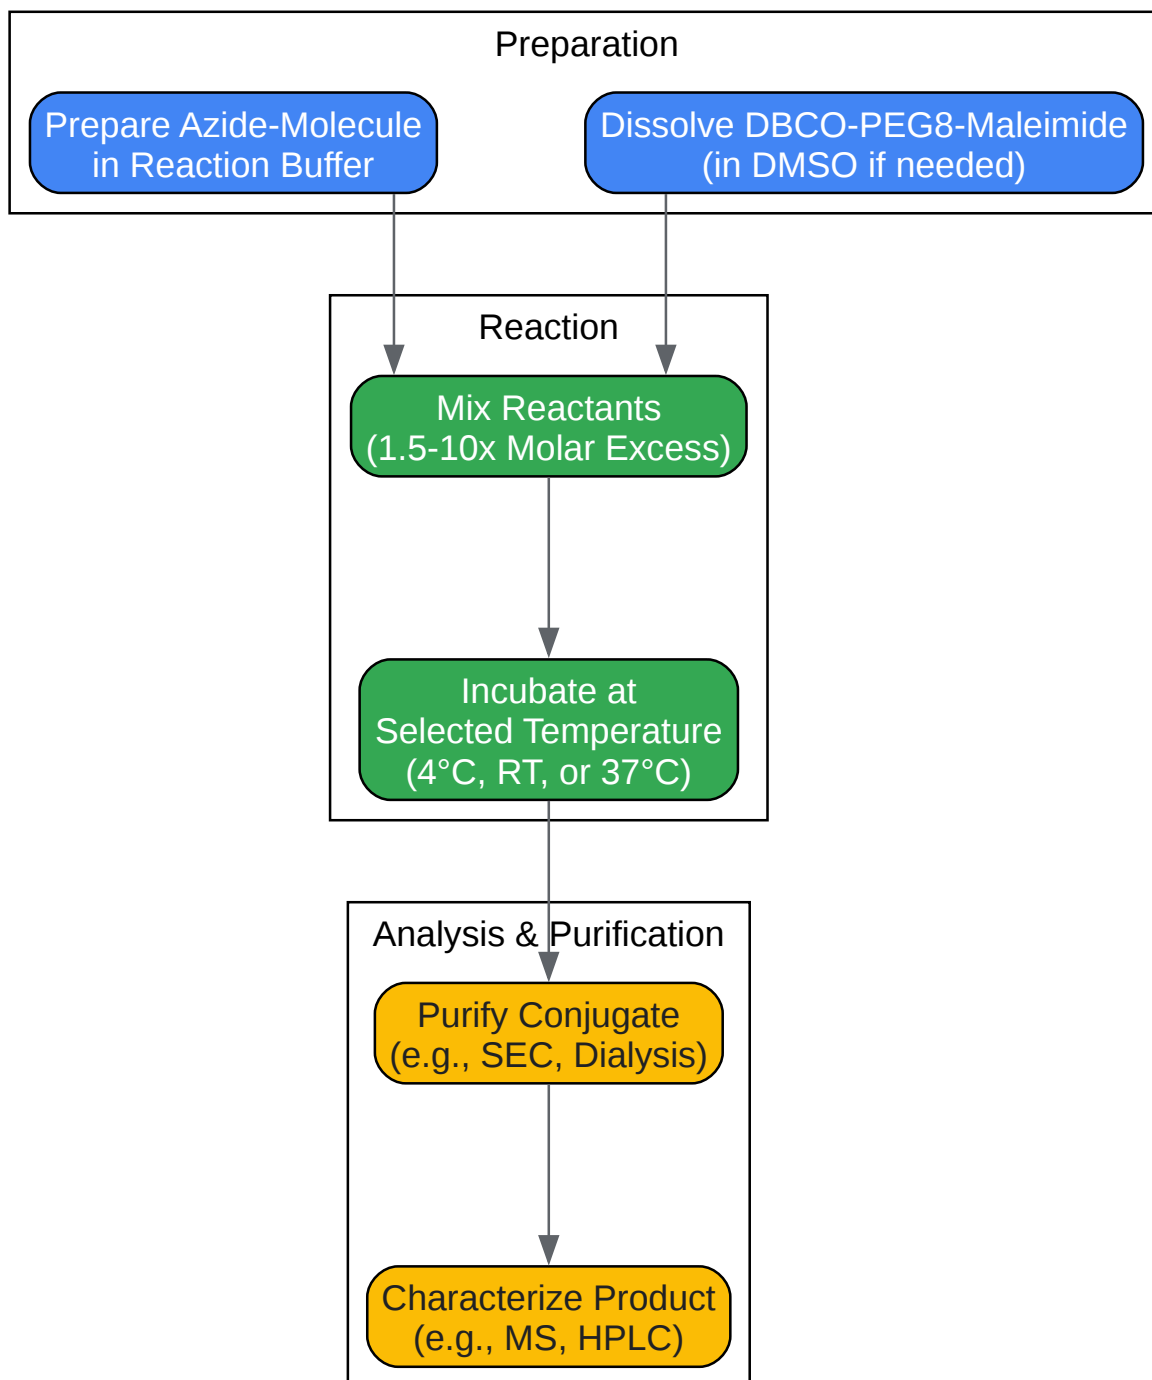 Preparation
Prepare Azide-Molecule
in Reaction Buffer
Dissolve DBCO-PEG8-Maleimide
(in DMSO if needed)
Reaction
Mix Reactants
(1.5-10x Molar Excess)
Incubate at
Selected Temperature
(4°C, RT, or 37°C)
Analysis & Purification
Purify Conjugate
(e.g., SEC, Dialysis)
Characterize Product
(e.g., MS, HPLC)